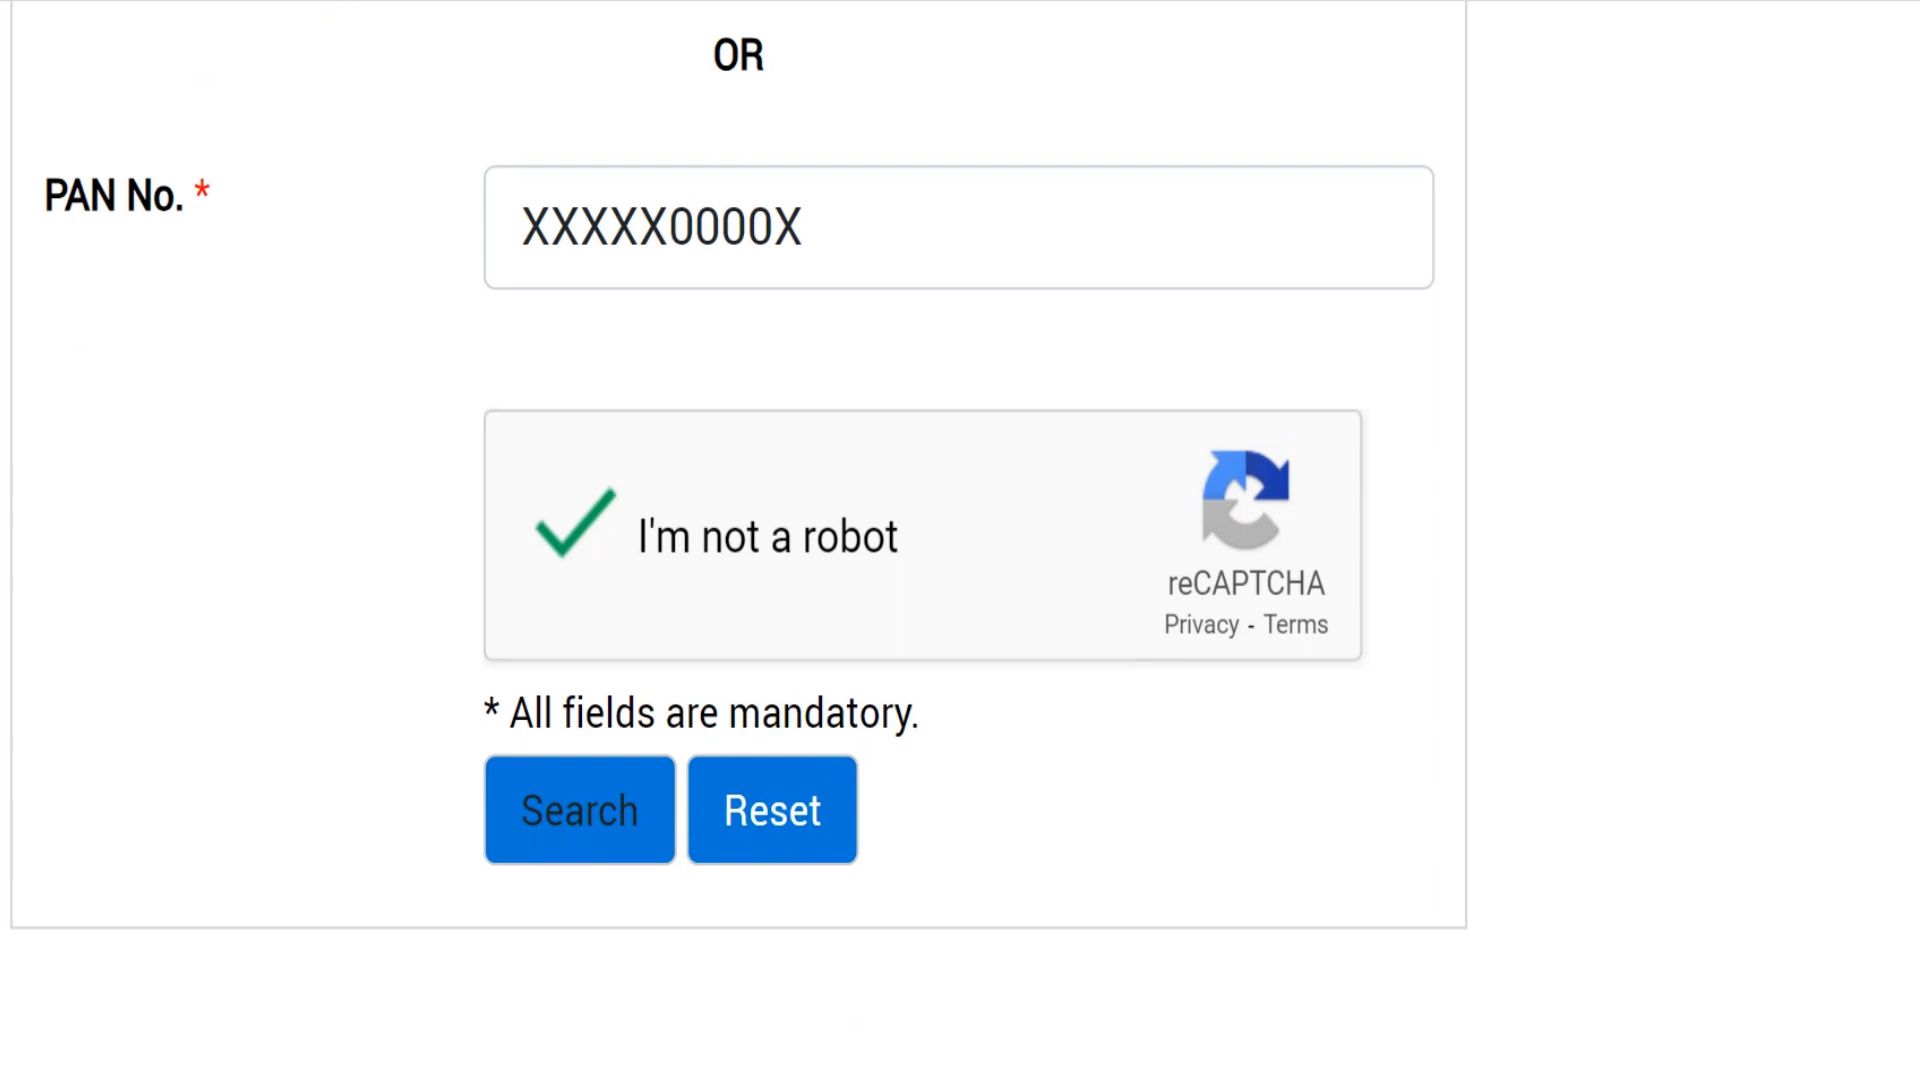 OR
PAN No. *
XXXXX0000X
I'm not a robot
reCAPTCHA
Privacy - Terms
* All fields are mandatory.
Search Reset